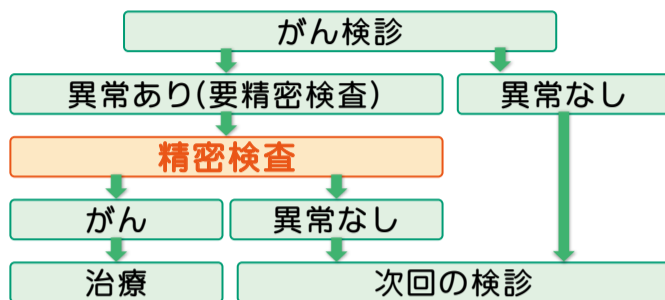 がん検診
異常あり(要精密検査)
異常なし
精密検査
がん
異常なし
治療
次回の検診